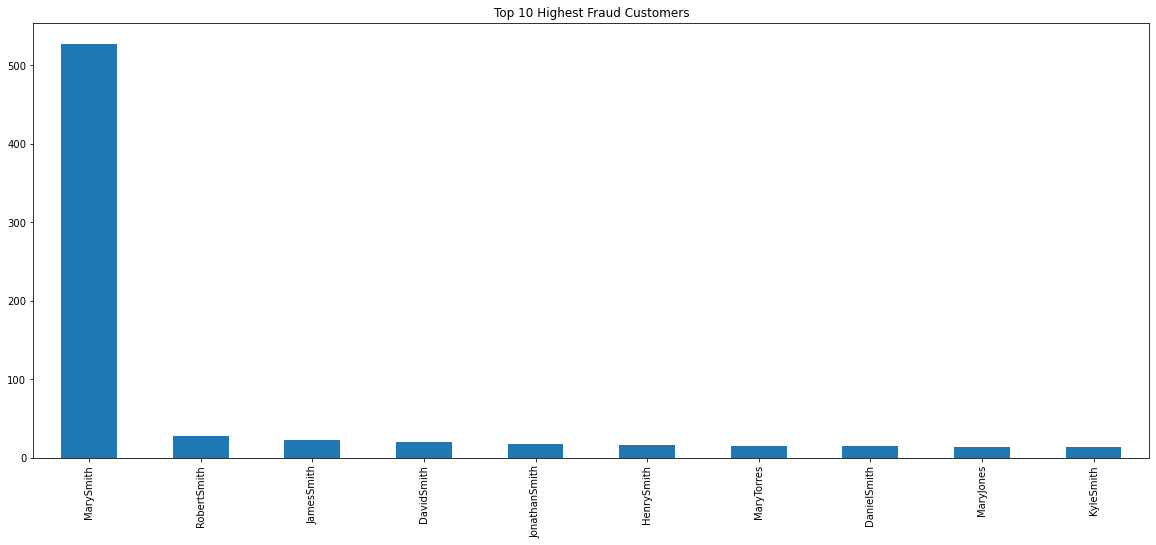 Top 10 Highest Fraud Customers
500
400
300
200
100
0
MarySmith
RobertSmith
JamesSmith
DavidSmith
JonathanSmith
HenrySmith
MaryTorres
DanielSmith
MaryJones
KyleSmith